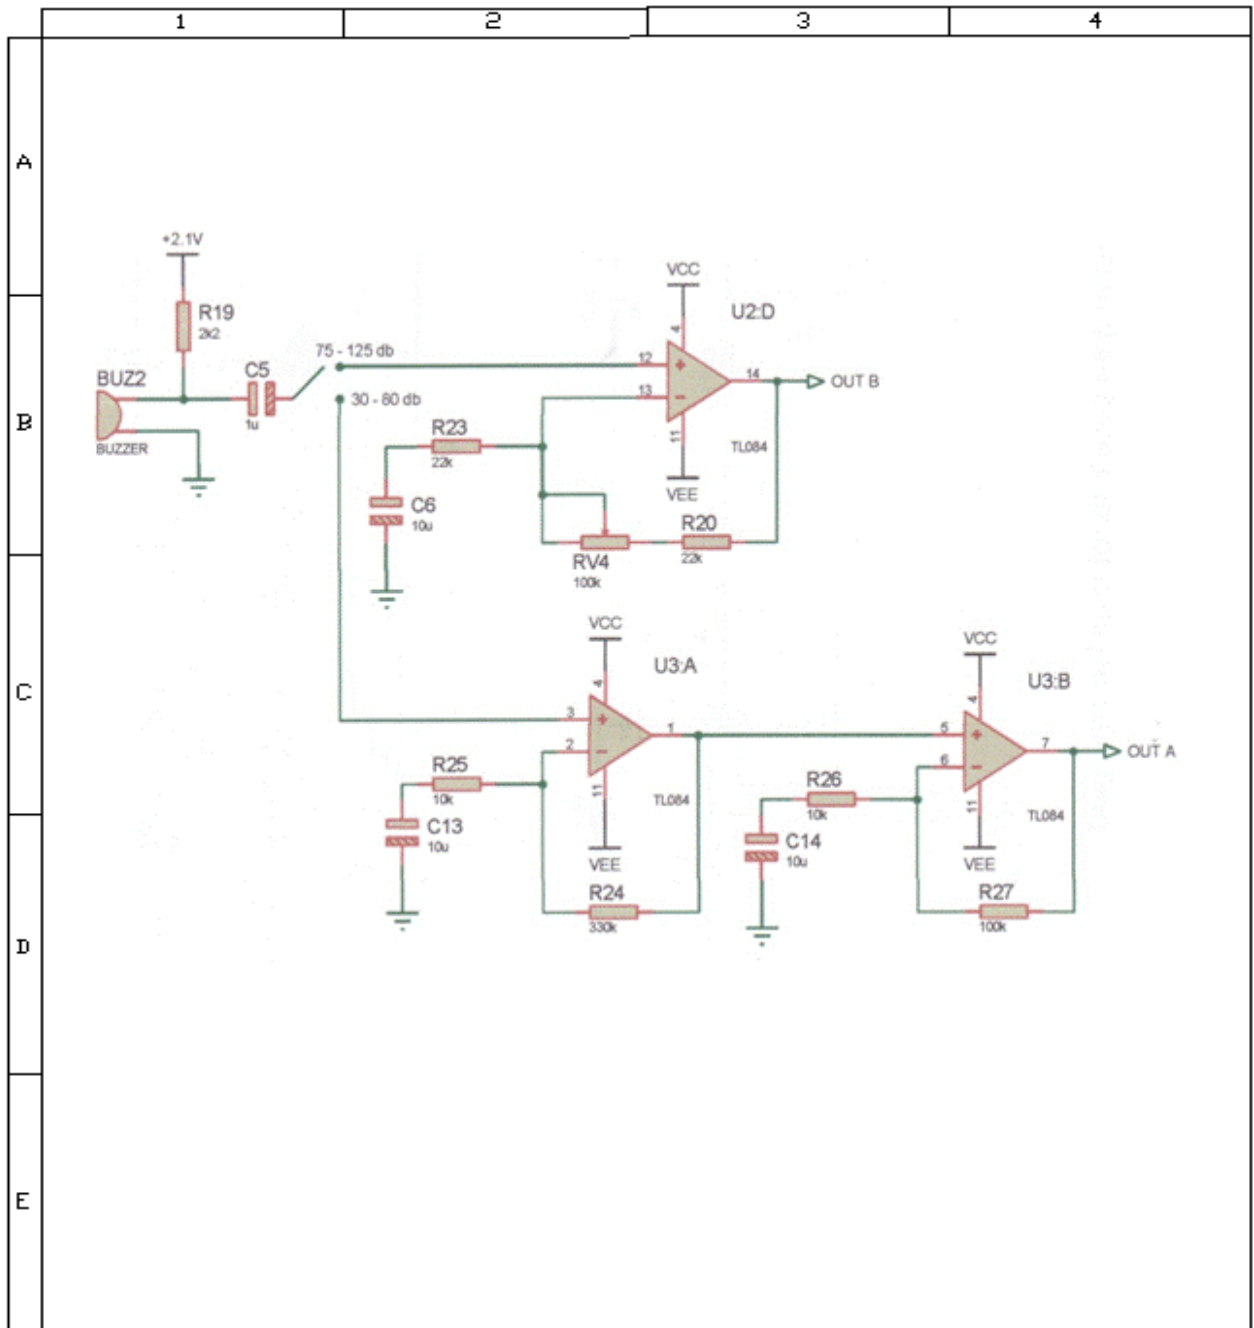 1 2 3 4
A
B
C
D
E
+2.1V
R19
2k2
BUZ2
BUZZER
C5
1u
75 - 125 db
30 - 80 db
VCC
4
U2:D
12
13
14
OUT B
11
TL084
VEE
R23
22k
C6
10u
RV4
100k
R20
22k
VCC
4
U3:A
3
2
1
11
TL084
VEE
R25
10k
C13
10u
R24
330k
VCC
4
U3:B
5
6
7
OUT A
11
TL084
VEE
R26
10k
C14
10u
R27
100k